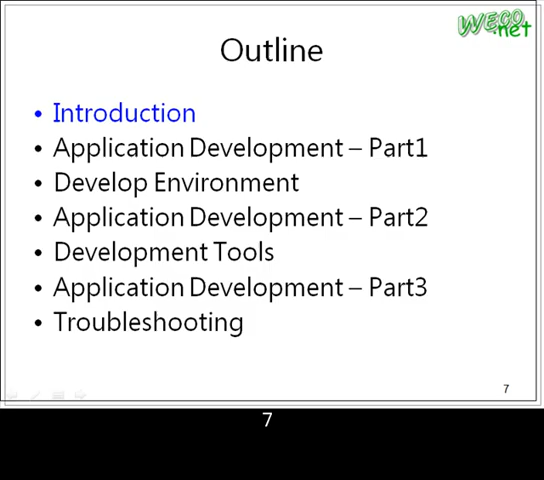 WECO
.net
Outline
• Introduction
• Application Development – Part1
• Develop Environment
• Application Development – Part2
• Development Tools
• Application Development – Part3
• Troubleshooting
7
7